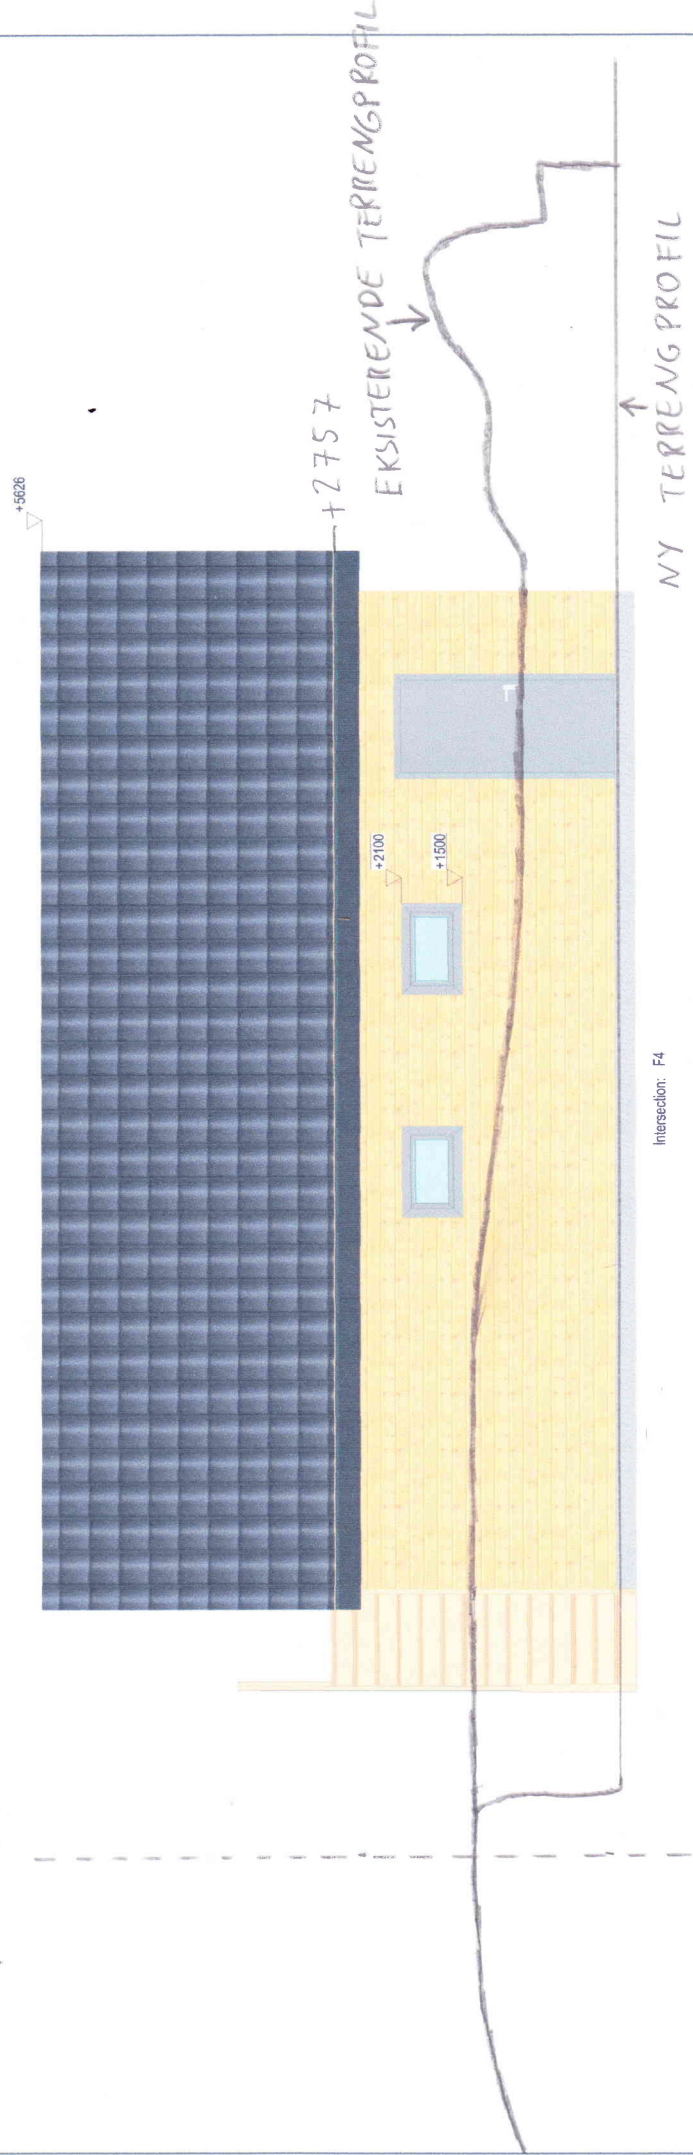 +5626
+2757
EKSISTERENDE TERRENGPROFIL
+2100
+1500
NY TERRENGPROFIL
Intersection: F4